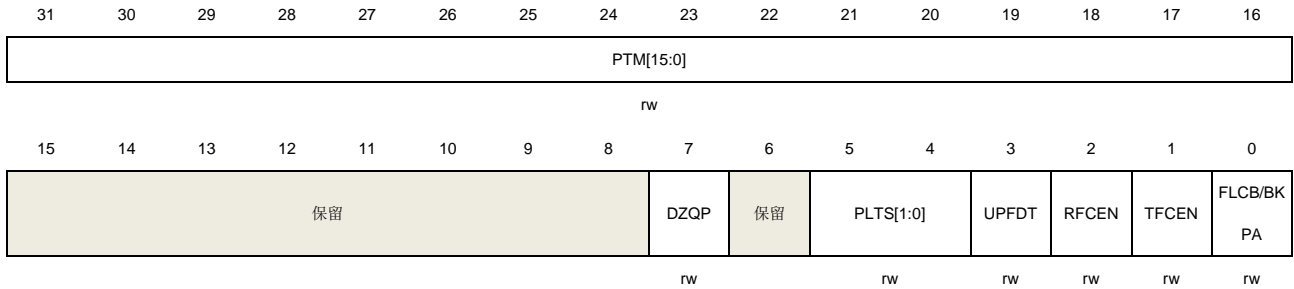 31 30 29 28 27 26 25 24 23 22 21 20 19 18 17 16
PTM[15:0]
rw
15 14 13 12 11 10 9 8 7 6 5 4 3 2 1 0
保留 DZQP 保留 PLTS[1:0] UPFDT RFCEN TFCEN FLCB/BK
PA
rw rw rw rw rw rw